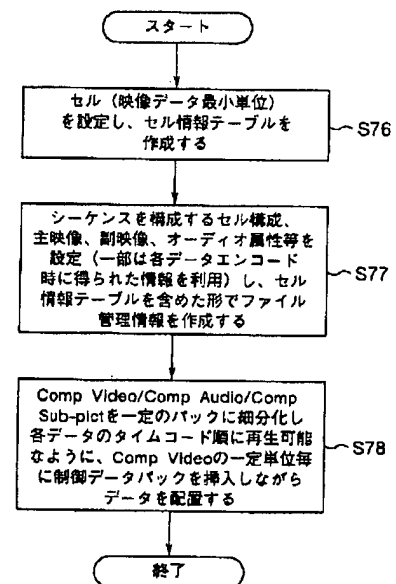 スタート
セル（映像データ最小単位）
を設定し、セル情報テーブルを
作成する
S76
シーケンスを構成するセル構成、
主映像、副映像、オーディオ属性等を
設定（一部は各データエンコード
時に得られた情報を利用）し、セル
情報テーブルを含めた形でファイル
管理情報を作成する
S77
Comp Video/Comp Audio/Comp
Sub-pictを一定のパックに細分化し
各データのタイムコード順に再生可能
なように、Comp Videoの一定単位毎
に制御データパックを挿入しながら
データを配置する
S78
終了